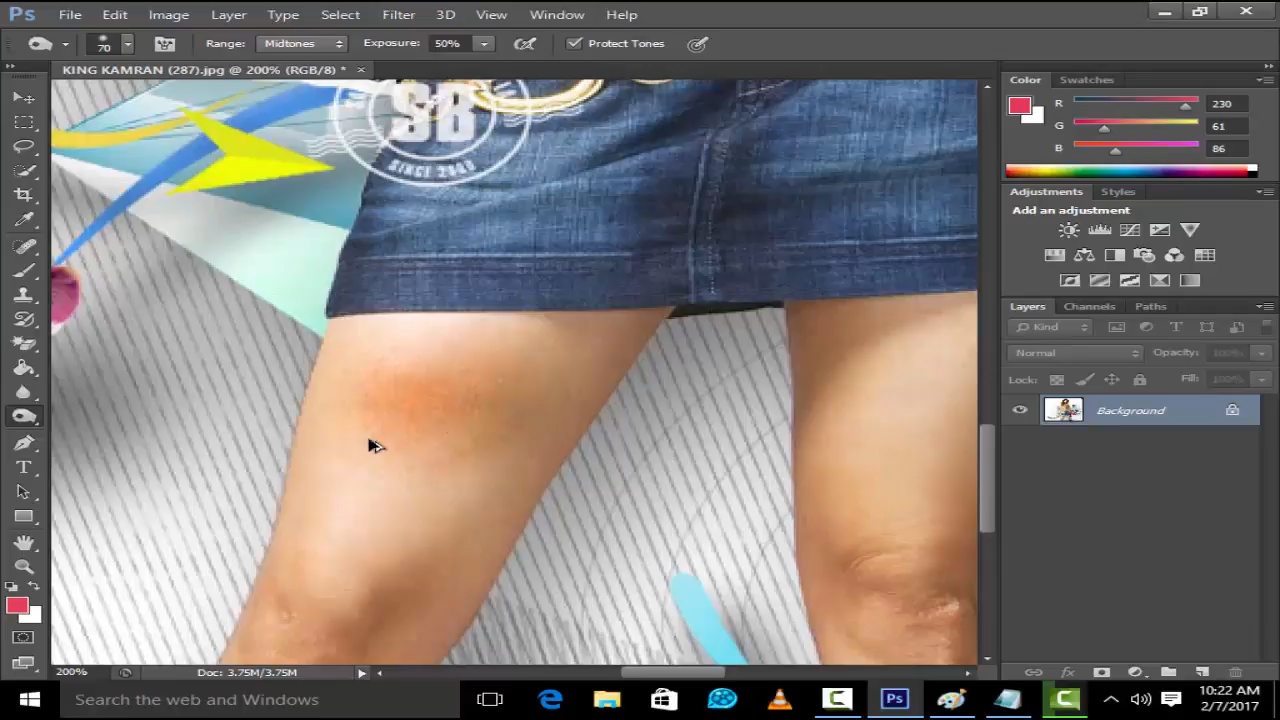 Ps File Edit Image Layer Type Select Filter 3D View Window Help
70 Range: Midtones Exposure: 50% Protect Tones
KING KAMRAN (287).jpg @ 200% (RGB/8) * ×
SB
SINCE 2003
Color Swatches
R 230
G 61
B 86
Adjustments Styles
Add an adjustment
Layers Channels Paths
Kind
Normal Opacity: 100%
Lock: Fill: 100%
Background
200% Doc: 3.75M/3.75M
Search the web and Windows
10:22 AM
2/7/2017